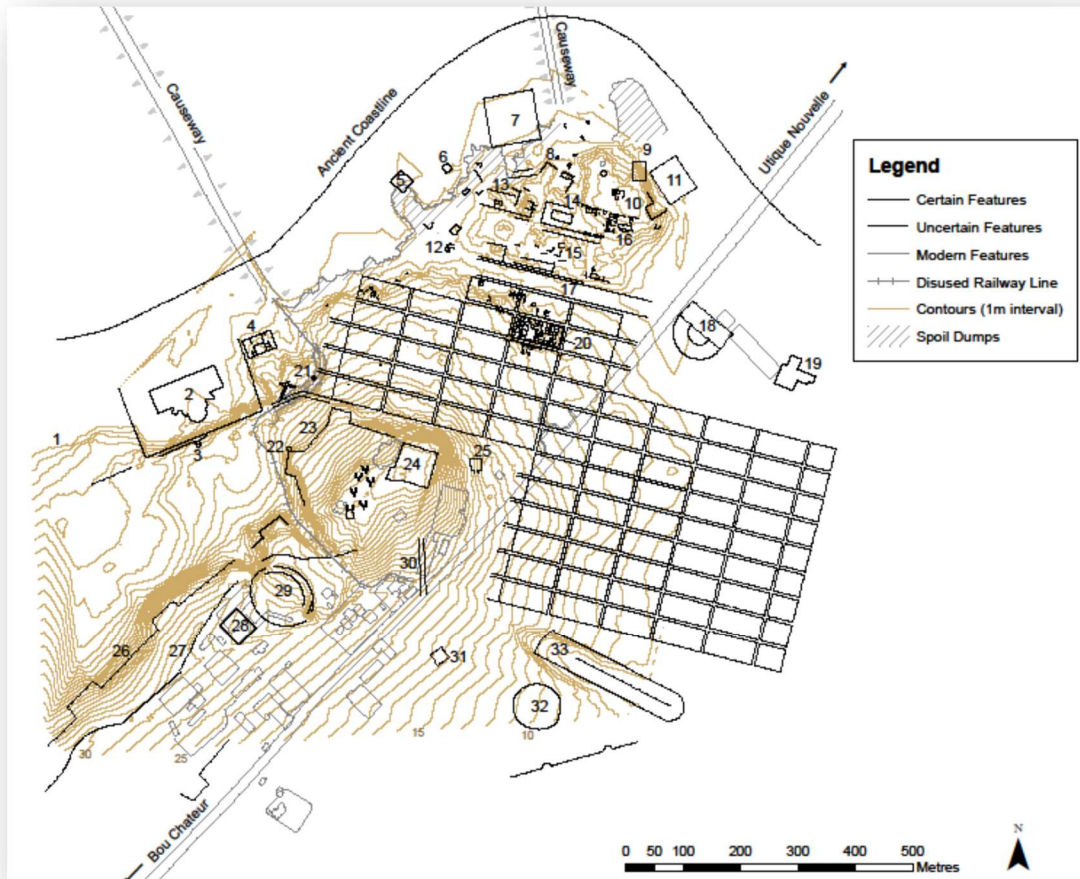 Causeway
Causeway
Ancient Coastline
Utique Nouvelle
7
6
8
9
5
11
13
10
14
16
12
15
17
4
18
20
19
21
2
1
3
22
23
24
25
30
29
28
26
27
31
33
32
15
10
30
25
Bou Chateur
Legend
Certain Features
Uncertain Features
Modern Features
Disused Railway Line
Contours (1m interval)
Spoil Dumps
0 50 100 200 300 400 500
Metres
N